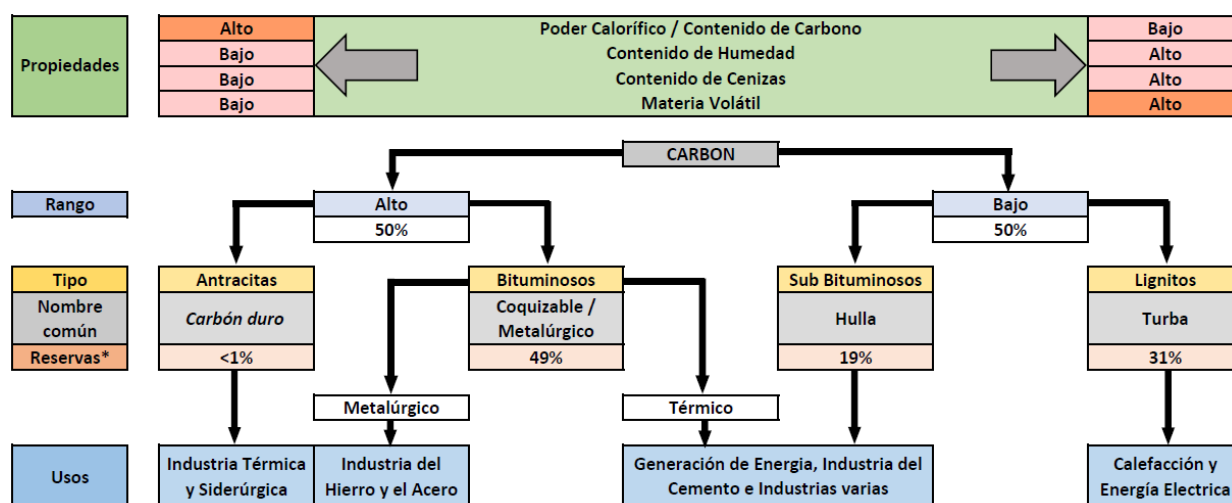 Propiedades
Alto
Bajo
Bajo
Bajo
Poder Calorífico / Contenido de Carbono
Contenido de Humedad
Contenido de Cenizas
Materia Volátil
Bajo
Alto
Alto
Alto
CARBON
Rango
Alto
50%
Bajo
50%
Tipo
Antracitas
Bituminosos
Sub Bituminosos
Lignitos
Nombre
común
Carbón duro
Coquizable /
Metalúrgico
Hulla
Turba
Reservas*
<1%
49%
19%
31%
Metalúrgico
Térmico
Usos
Industria Térmica
y Siderúrgica
Industria del
Hierro y el Acero
Generación de Energia, Industria del
Cemento e Industrias varias
Calefacción y
Energía Electrica